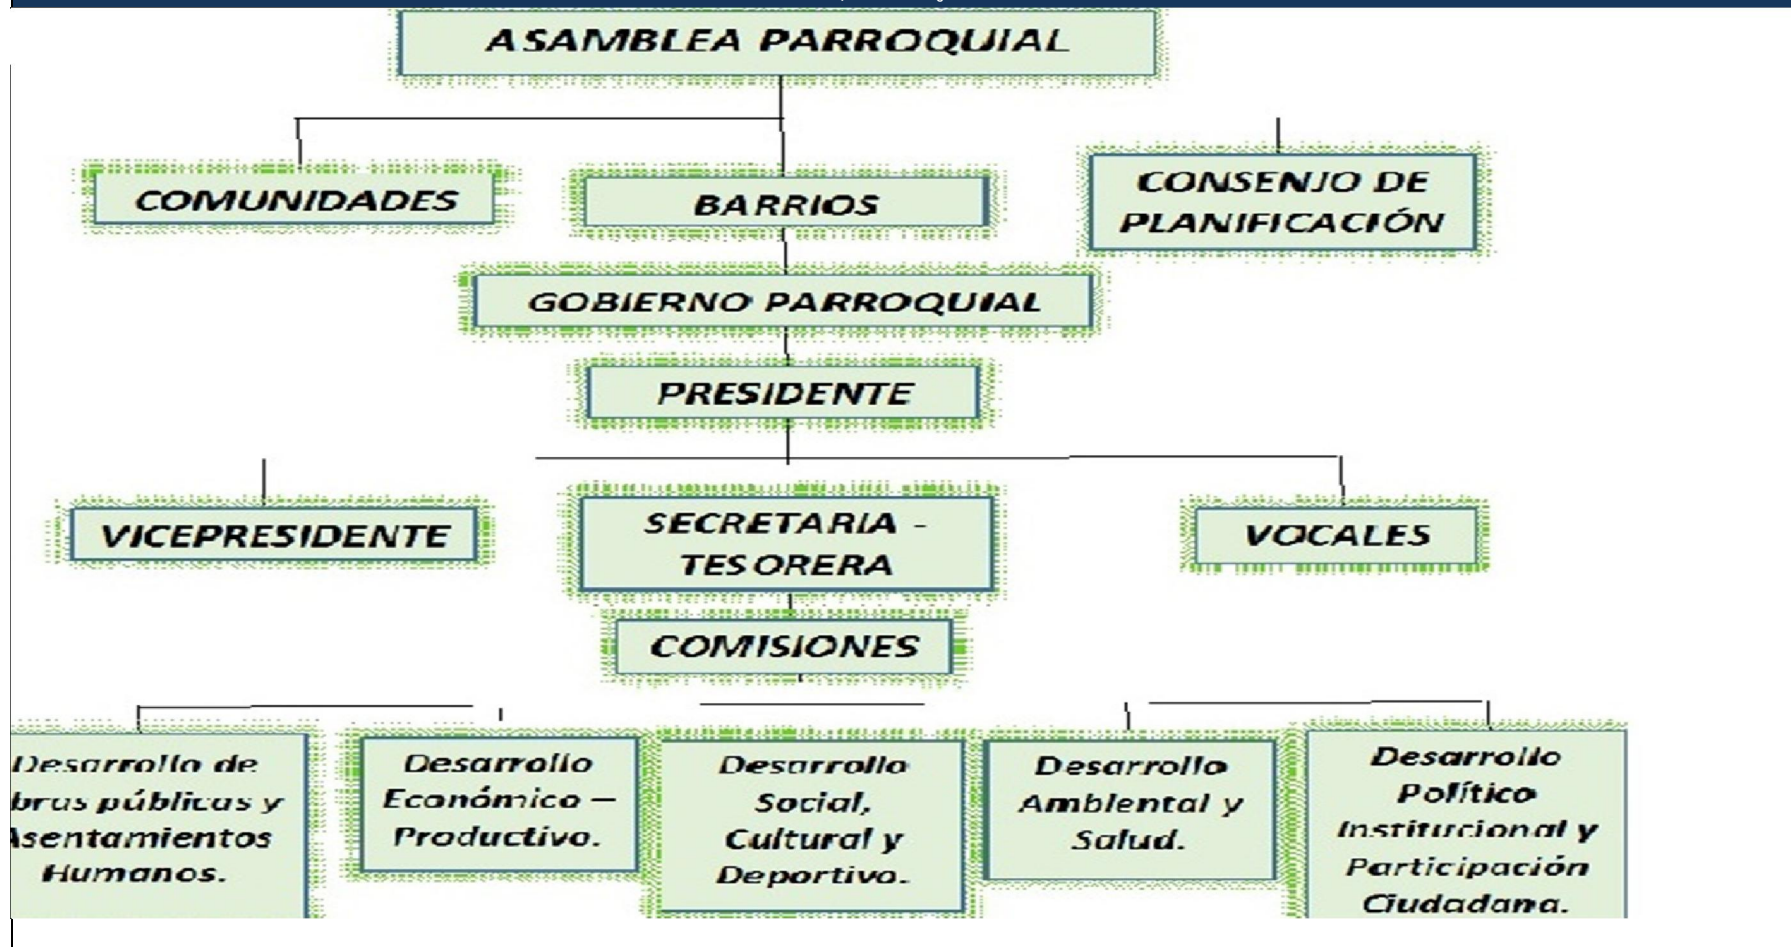 ASAMBLEA PARROQUIAL
COMUNIDADES
BARRIOS
CONSENJO DE
PLANIFICACIÓN
GOBIERNO PARROQUIAL
PRESIDENTE
VICEPRESIDENTE
SECRETARIA -
TESORERA
VOCALES
COMISIONES
Desarrollo de
bras públicas y
Asentamientos
Humanos.
Desarrollo
Económico –
Productivo.
Desarrollo
Social,
Cultural y
Deportivo.
Desarrollo
Ambiental y
Salud.
Desarrollo
Político
Institucional y
Participación
Ciudadana.